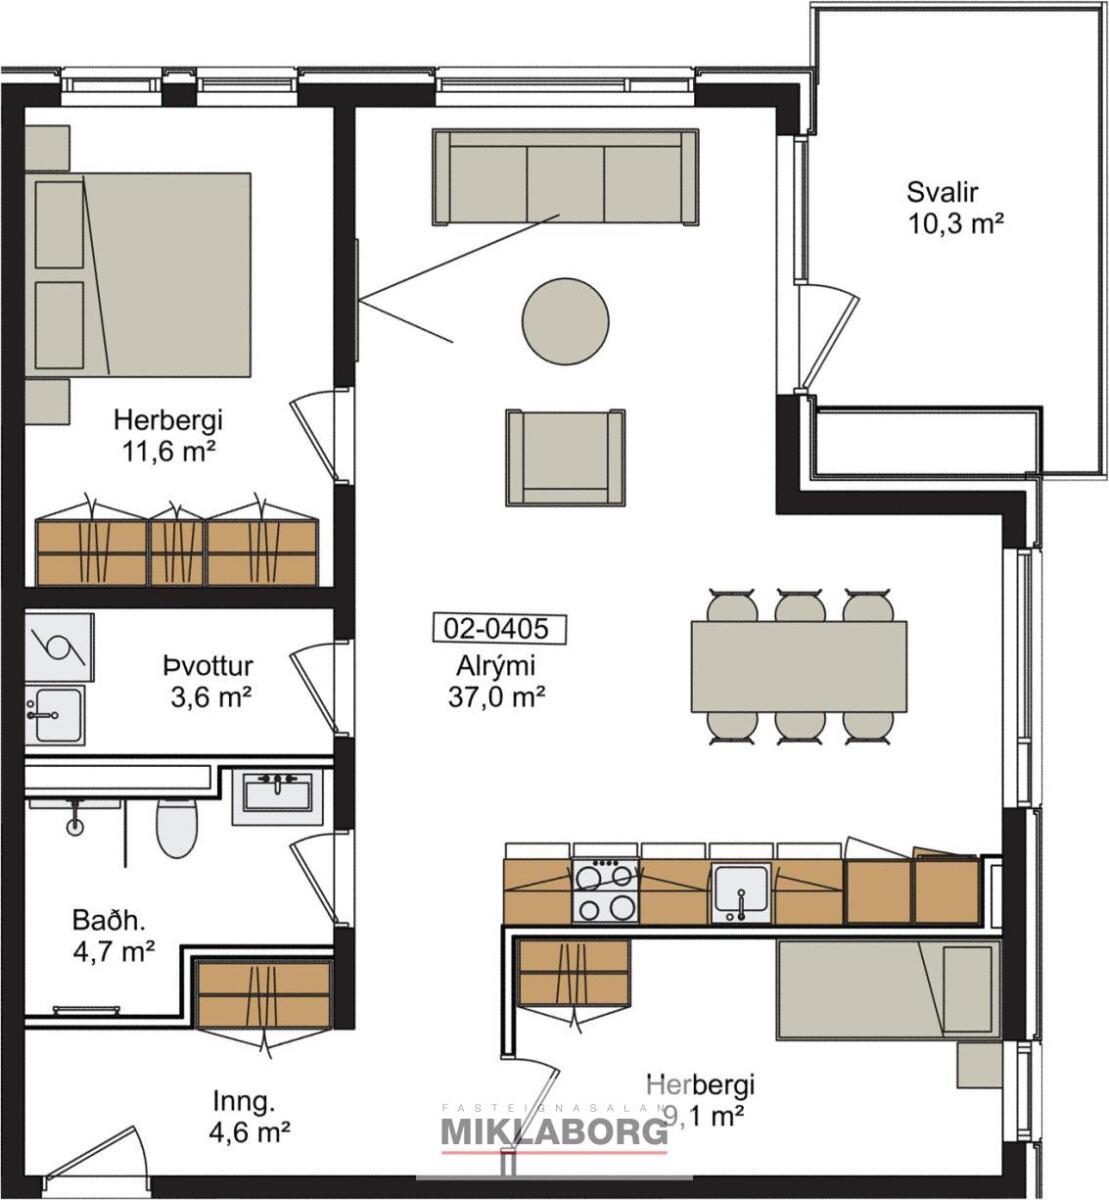 Svalir
10,3 m²
Herbergi
11,6 m²
02-0405
Alrými
37,0 m²
Þvottur
3,6 m²
Baðh.
4,7 m²
Inng.
4,6 m²
Herbergi
9,1 m²
FASTEIGNASALAN
MIKLABORG